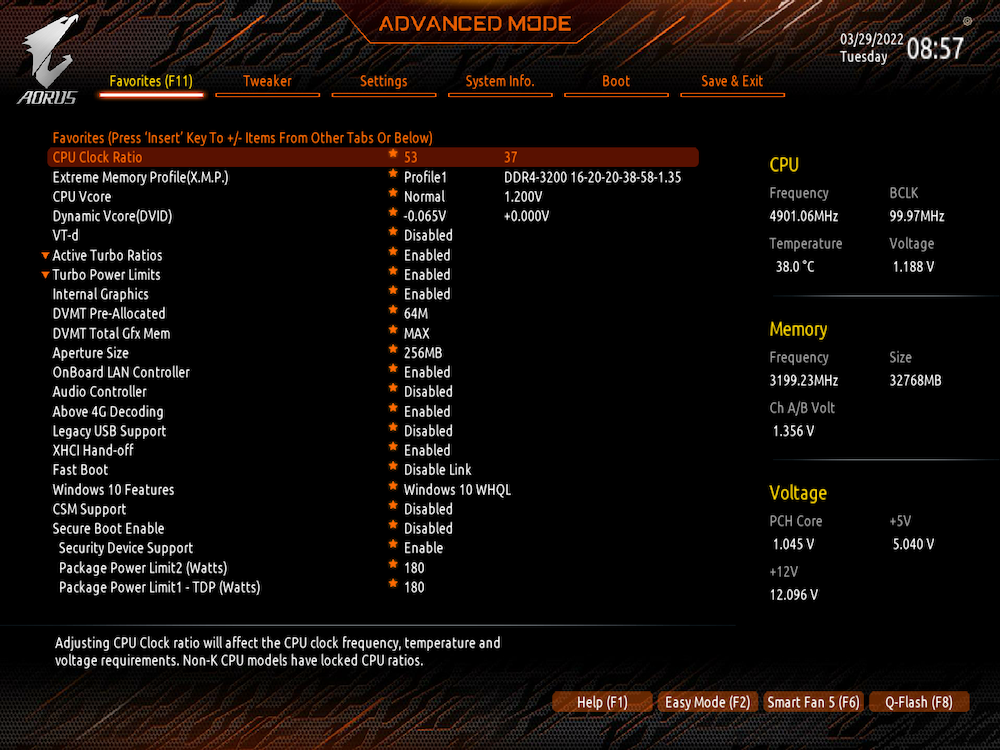 ADVANCED MODE
AORUS
03/29/2022
Tuesday
08:57
Favorites (F11) Tweaker Settings System Info. Boot Save & Exit
Favorites (Press ‘Insert’ Key To +/- Items From Other Tabs Or Below)
CPU Clock Ratio 53 37
Extreme Memory Profile(X.M.P.) Profile1 DDR4-3200 16-20-20-38-58-1.35
CPU Vcore Normal 1.200V
Dynamic Vcore(DVID) -0.065V +0.000V
VT-d Disabled
Active Turbo Ratios Enabled
Turbo Power Limits Enabled
Internal Graphics Enabled
DVMT Pre-Allocated 64M
DVMT Total Gfx Mem MAX
Aperture Size 256MB
OnBoard LAN Controller Enabled
Audio Controller Disabled
Above 4G Decoding Enabled
Legacy USB Support Disabled
XHCI Hand-off Enabled
Fast Boot Disable Link
Windows 10 Features Windows 10 WHQL
CSM Support Disabled
Secure Boot Enable Disabled
Security Device Support Enable
Package Power Limit2 (Watts) 180
Package Power Limit1 - TDP (Watts) 180
CPU
Frequency BCLK
4901.06MHz 99.97MHz
Temperature Voltage
38.0 °C 1.188 V
Memory
Frequency Size
3199.23MHz 32768MB
Ch A/B Volt
1.356 V
Voltage
PCH Core +5V
1.045 V 5.040 V
+12V
12.096 V
Adjusting CPU Clock ratio will affect the CPU clock frequency, temperature and
voltage requirements. Non-K CPU models have locked CPU ratios.
Help (F1) Easy Mode (F2) Smart Fan 5 (F6) Q-Flash (F8)